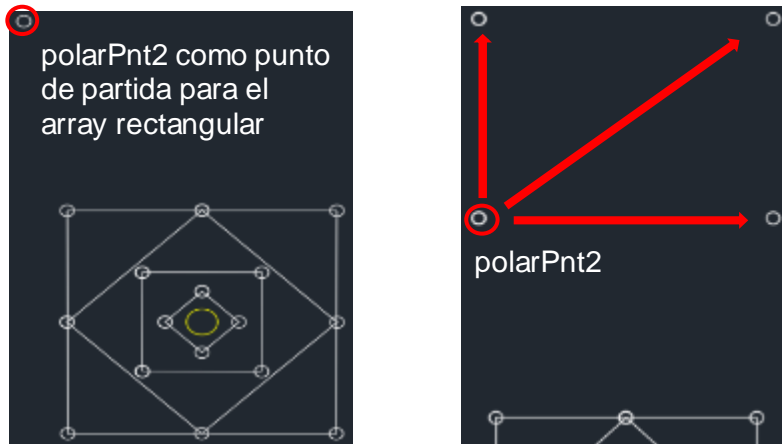 polarPnt2 como punto
de partida para el
array rectangular
polarPnt2